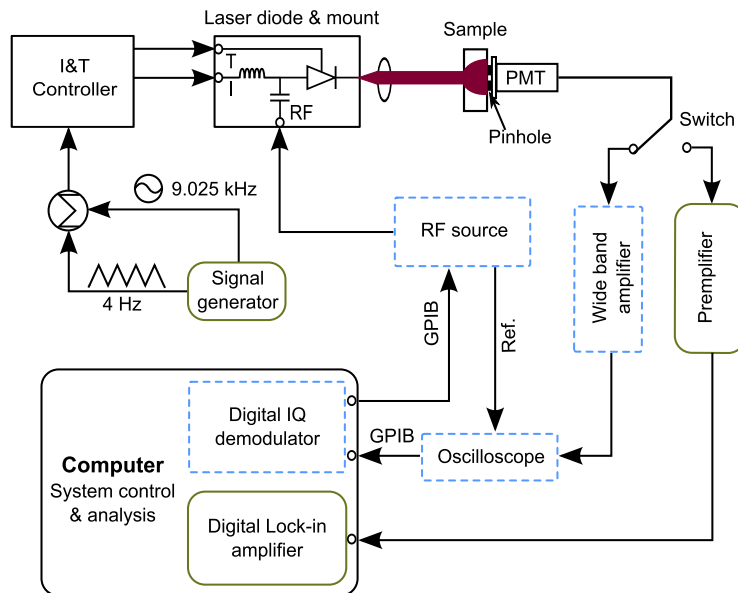 Laser diode & mount
I&T
Controller
T
I
RF
Sample
PMT
Pinhole
Switch
9.025 kHz
4 Hz
Signal
generator
RF source
Wide band
amplifier
Premplifier
GPIB
Ref.
Digital IQ
demodulator
GPIB
Oscilloscope
Computer
System control
& analysis
Digital Lock-in
amplifier